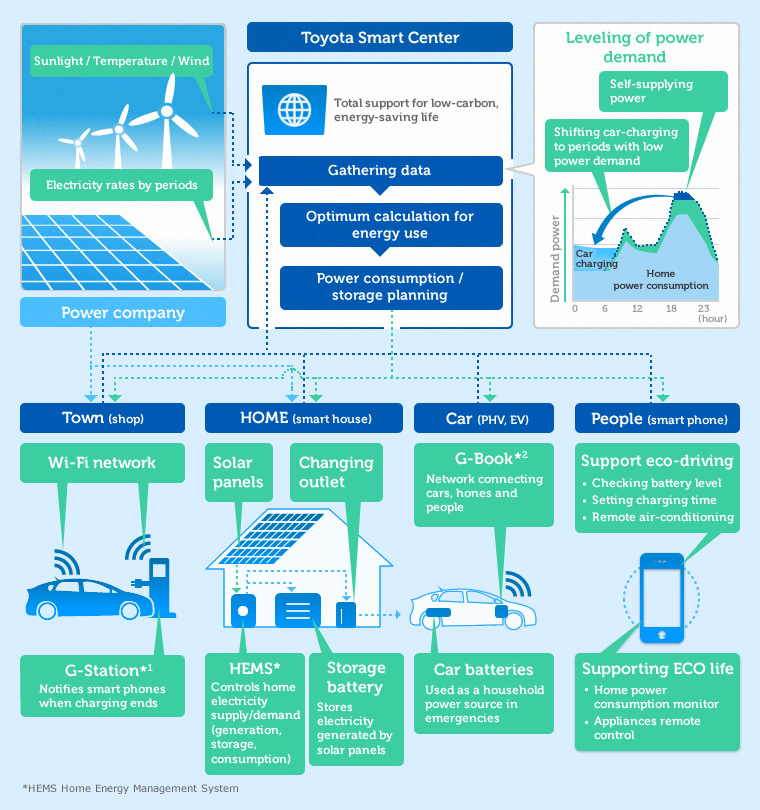 Sunlight / Temperature / Wind
Electricity rates by periods
Power company
Toyota Smart Center
Total support for low-carbon,
energy-saving life
Gathering data
Optimum calculation for
energy use
Power consumption /
storage planning
Leveling of power
demand
Self-supplying
power
Shifting car-charging
to periods with low
power demand
Demand power
Car
charging
Home
power consumption
0 6 12 18 23
(hour)
Town (shop)
HOME (smart house)
Car (PHV, EV)
People (smart phone)
Wi-Fi network
Solar
panels
Changing
outlet
G-Book*2
Network connecting
cars, hones and
people
Support eco-driving
• Checking battery level
• Setting charging time
• Remote air-conditioning
G-Station*1
Notifies smart phones
when charging ends
HEMS*
Controls home
electricity
supply/demand
(generation,
storage,
consumption)
Storage
battery
Stores
electricity
generated by
solar panels
Car batteries
Used as a household
power source in
emergencies
Supporting ECO life
• Home power
consumption monitor
• Appliances remote
control
*HEMS Home Energy Management System